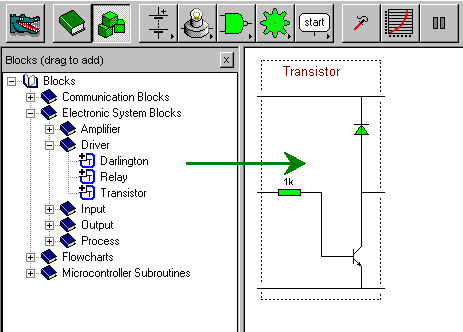 start
Blocks (drag to add)
x
Blocks
Communication Blocks
Electronic System Blocks
Amplifier
Driver
Darlington
Relay
Transistor
Input
Output
Process
Flowcharts
Microcontroller Subroutines
Transistor
1k